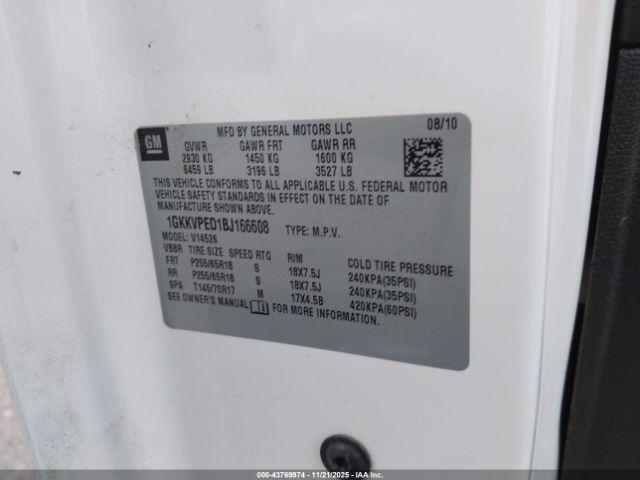 GM
MFD BY GENERAL MOTORS LLC 08/10
GVWR GAWR FRT GAWR RR
2930 KG 1450 KG 1600 KG
6459 LB 3196 LB 3527 LB
THIS VEHICLE CONFORMS TO ALL APPLICABLE U.S. FEDERAL MOTOR
VEHICLE SAFETY STANDARDS IN EFFECT ON THE DATE OF
MANUFACTURE SHOWN ABOVE.
1GKKVPED1BJ166608 TYPE: M.P.V.
MODEL: V14526
VBBR TIRE SIZE SPEED RTG RIM COLD TIRE PRESSURE
FRT P255/65R18 S 18X7.5J 240KPA(35PSI)
RR P255/65R18 S 18X7.5J 240KPA(35PSI)
SPA T145/70R17 M 17X4.5B 420KPA(60PSI)
SEE OWNER'S MANUAL FOR MORE INFORMATION.
000-43769974 | 11/21/2025 | Copyright IAA, LLC